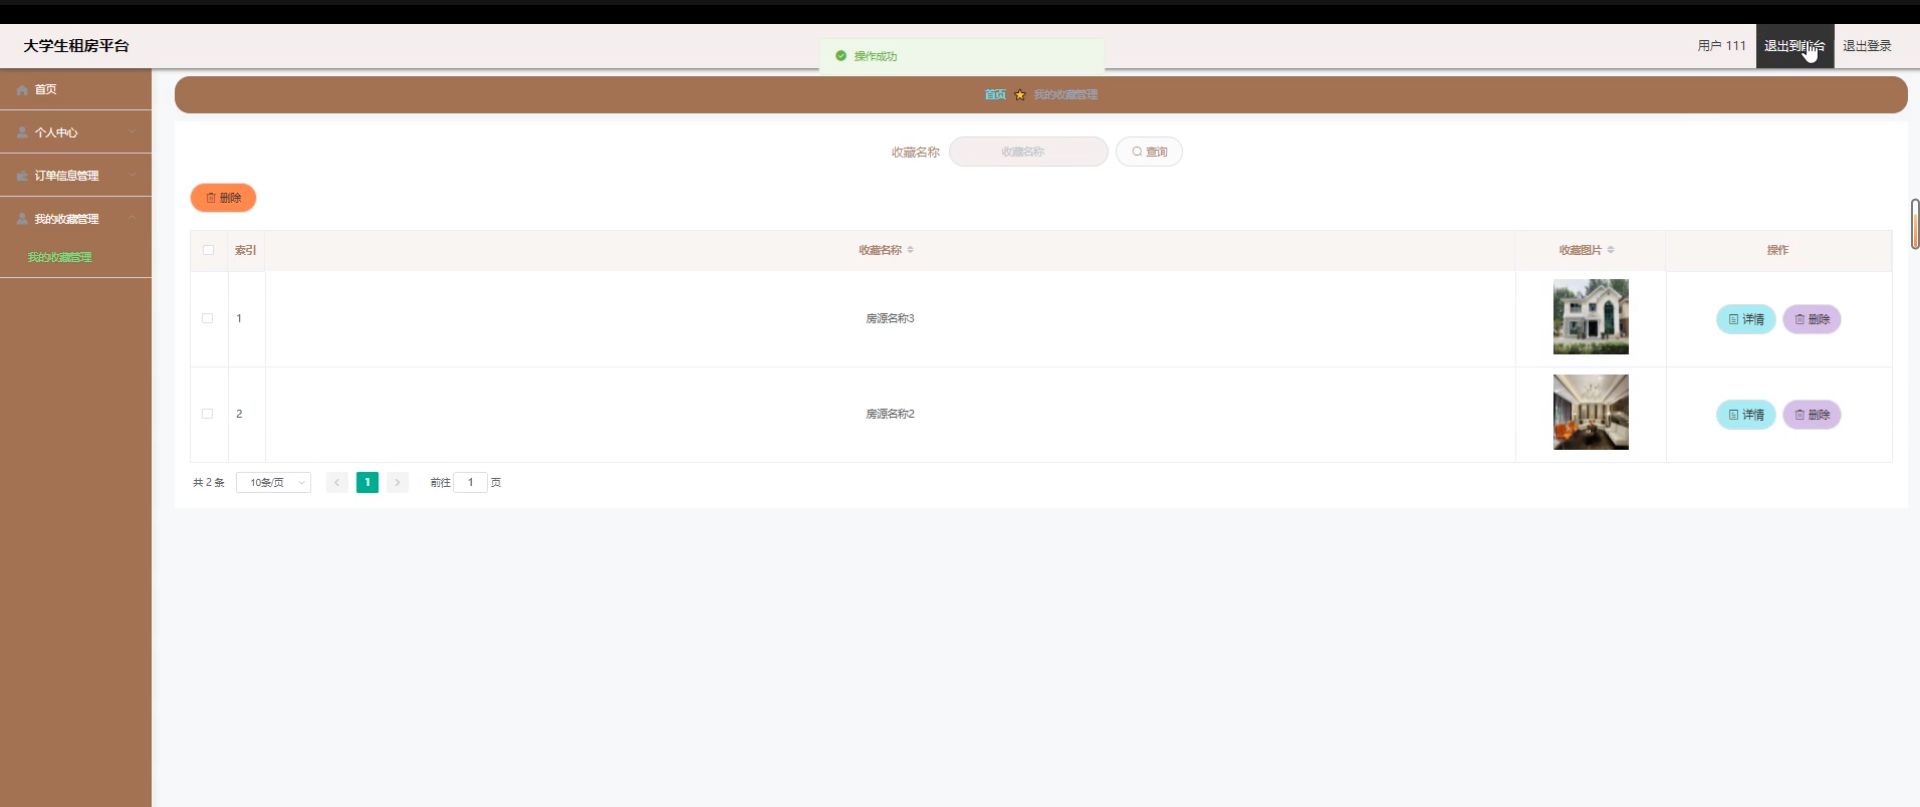 大学生租房平台
操作成功
用户 111
退出到前台
退出登录
首页
个人中心
订单信息管理
我的收藏管理
我的收藏管理
首页 我的收藏管理
收藏名称 收藏名称 查询
删除
索引 收藏名称 收藏图片 操作
1 房源名称3 详情 删除
2 房源名称2 详情 删除
共 2 条 10条/页 1 前往 1 页